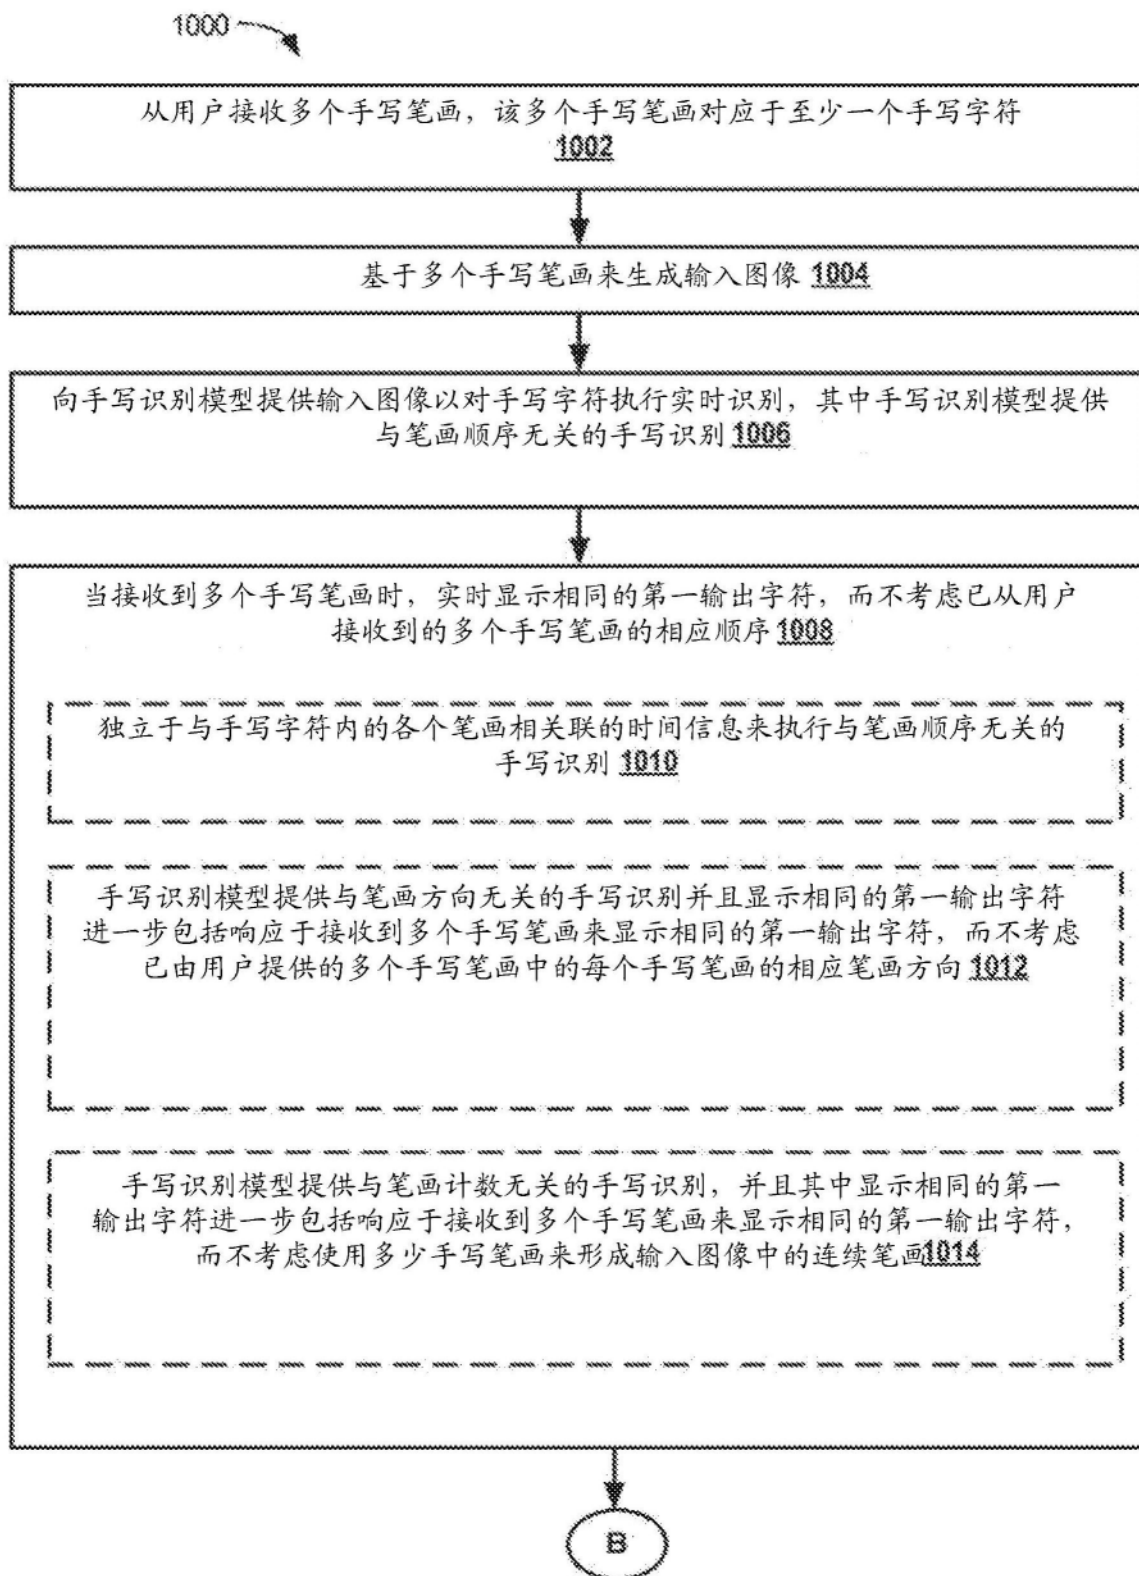 1000
从用户接收多个手写笔画，该多个手写笔画对应于至少一个手写字符
1002
基于多个手写笔画来生成输入图像 1004
向手写识别模型提供输入图像以对手写字符执行实时识别，其中手写识别模型提供
与笔画顺序无关的手写识别 1006
当接收到多个手写笔画时，实时显示相同的第一输出字符，而不考虑已从用户
接收到的多个手写笔画的相应顺序 1008
独立于与手写字符内的各个笔画相关联的时间信息来执行与笔画顺序无关的
手写识别 1010
手写识别模型提供与笔画方向无关的手写识别并且显示相同的第一输出字符
进一步包括响应于接收到多个手写笔画来显示相同的第一输出字符，而不考虑
已由用户提供的多个手写笔画中的每个手写笔画的相应笔画方向 1012
手写识别模型提供与笔画计数无关的手写识别，并且其中显示相同的第一
输出字符进一步包括响应于接收到多个手写笔画来显示相同的第一输出字符，
而不考虑使用多少手写笔画来形成输入图像中的连续笔画 1014
B